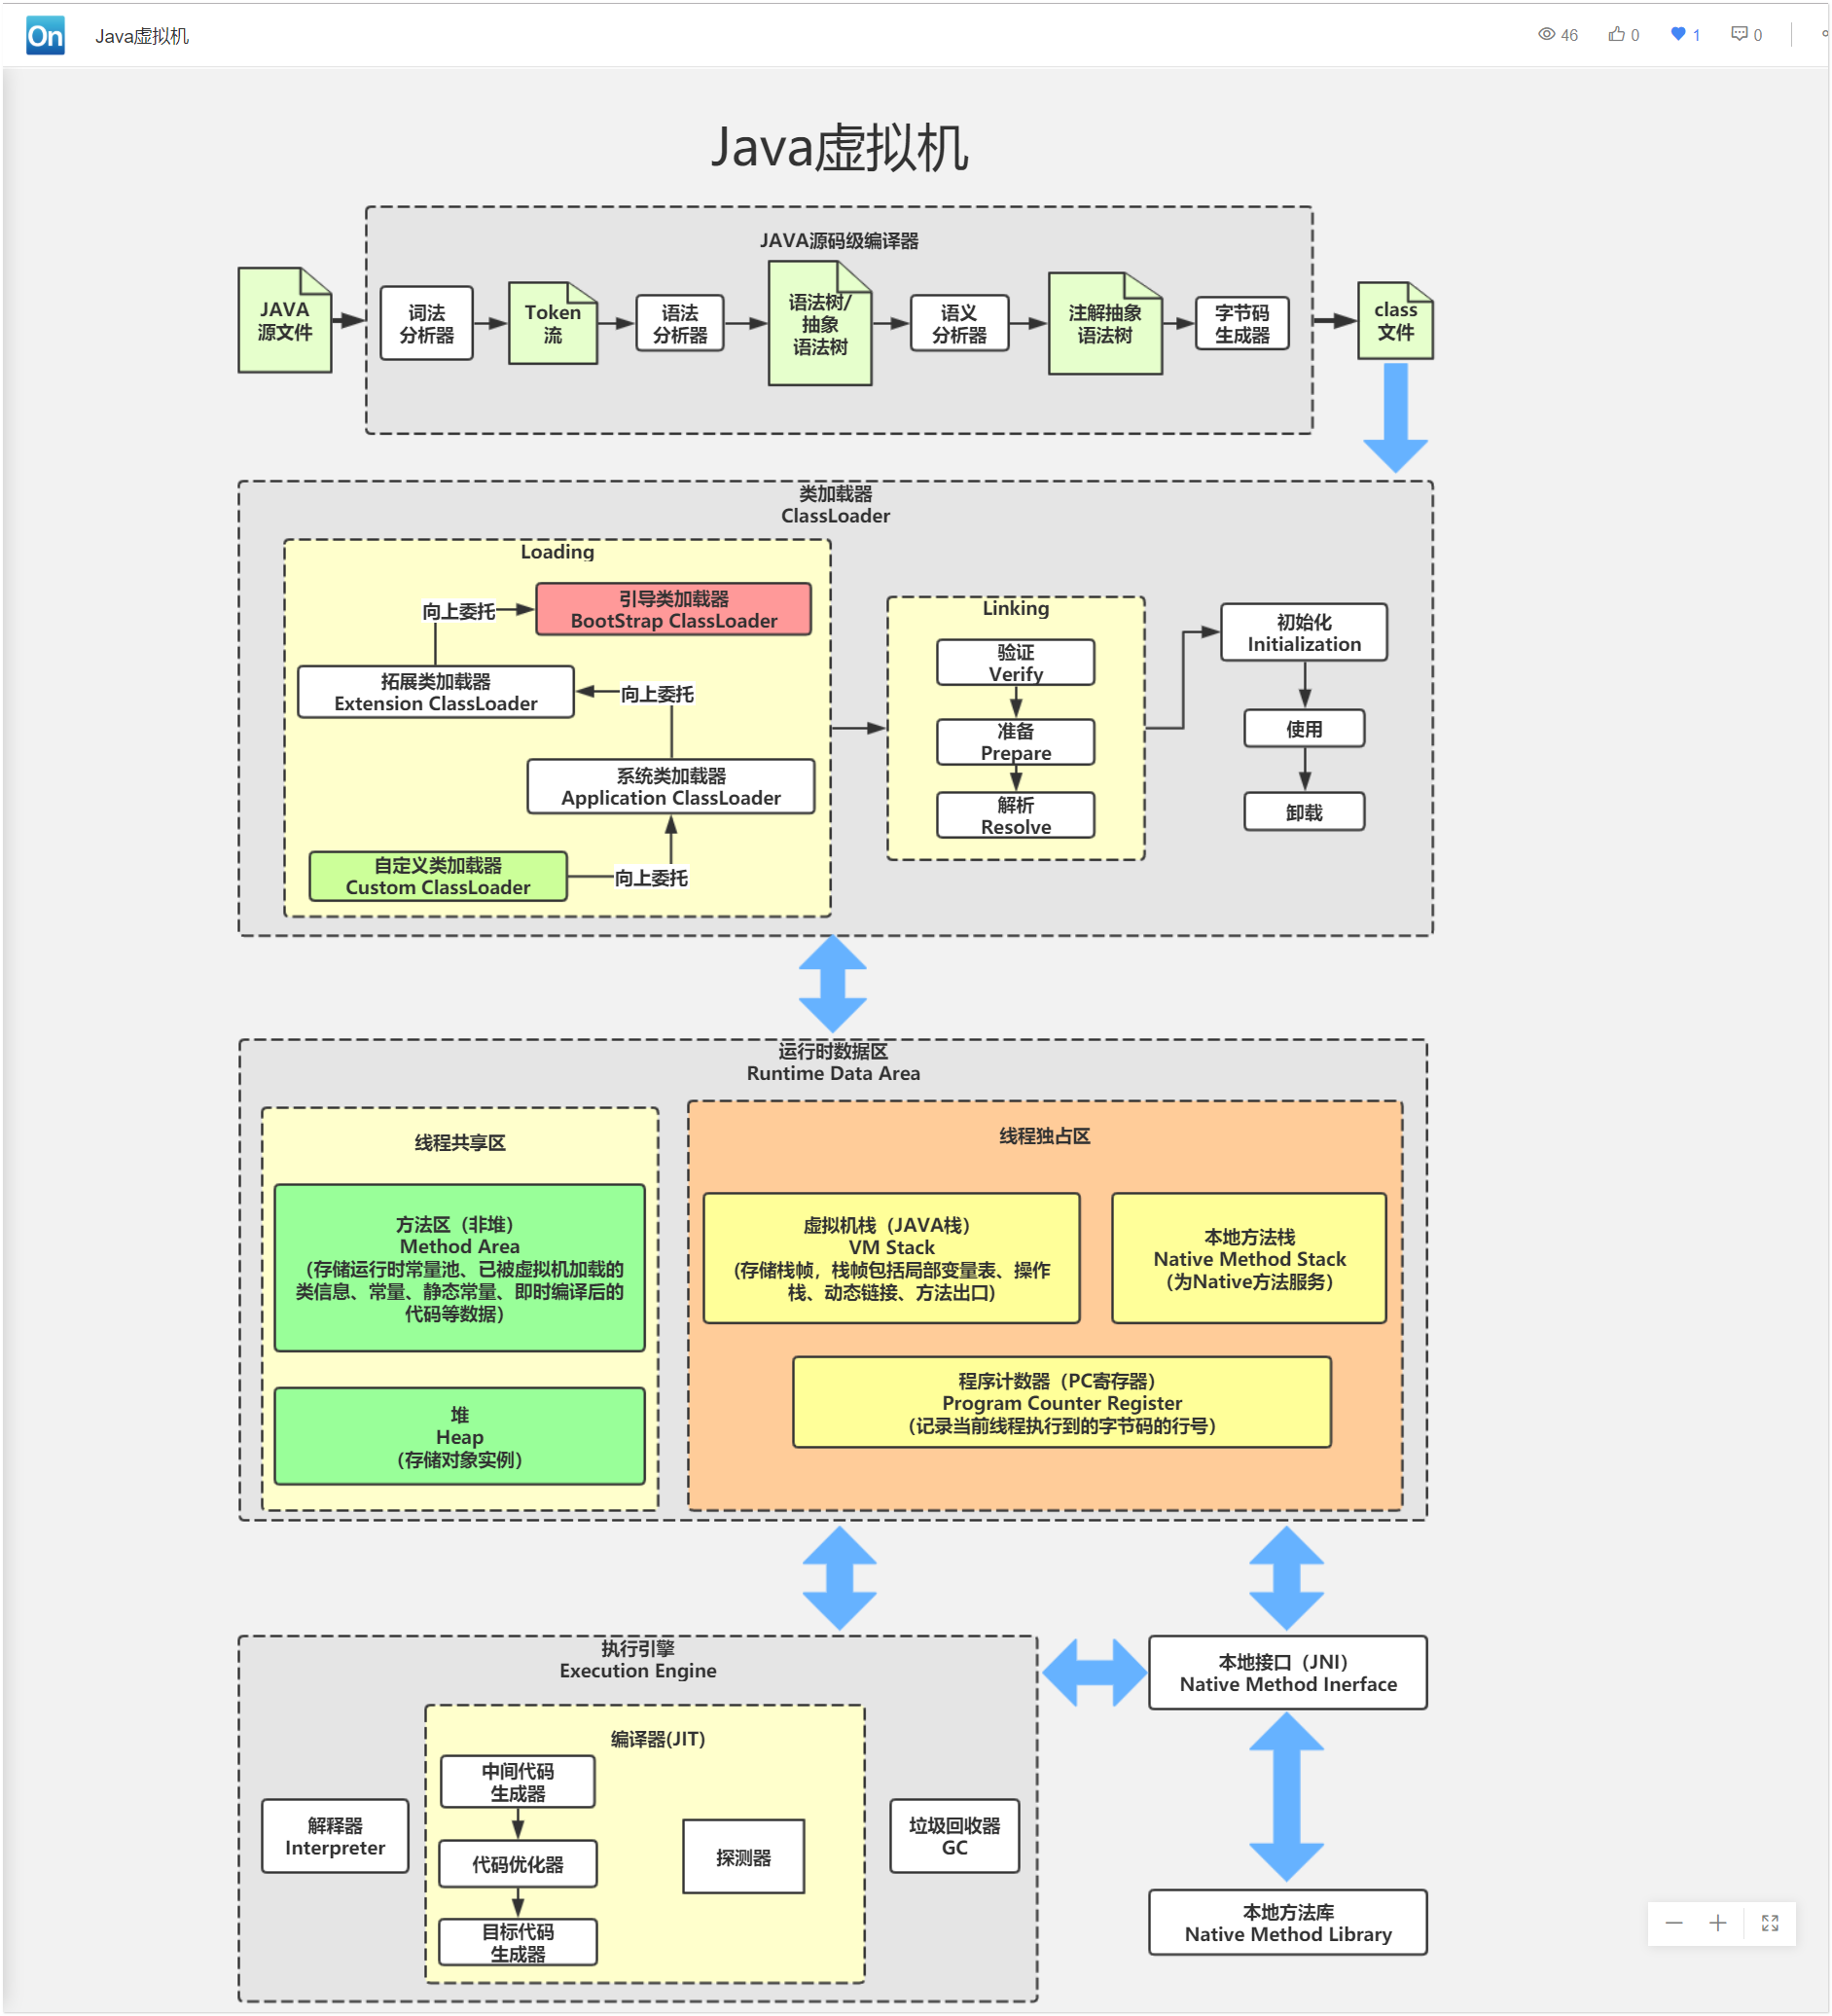 On
Java虚拟机
46
0
1
0
Java虚拟机
JAVA源码级编译器
JAVA
源文件
词法
分析器
Token
流
语法
分析器
语法树/
抽象
语法树
语义
分析器
注解抽象
语法树
字节码
生成器
class
文件
类加载器
ClassLoader
Loading
向上委托
引导类加载器
BootStrap ClassLoader
拓展类加载器
Extension ClassLoader
向上委托
系统类加载器
Application ClassLoader
自定义类加载器
Custom ClassLoader
向上委托
Linking
验证
Verify
准备
Prepare
解析
Resolve
初始化
Initialization
使用
卸载
运行时数据区
Runtime Data Area
线程共享区
方法区（非堆）
Method Area
（存储运行时常量池、已被虚拟机加载的
类信息、常量、静态常量、即时编译后的
代码等数据）
堆
Heap
（存储对象实例）
线程独占区
虚拟机栈（JAVA栈）
VM Stack
(存储栈帧，栈帧包括局部变量表、操作
栈、动态链接、方法出口)
本地方法栈
Native Method Stack
（为Native方法服务）
程序计数器（PC寄存器）
Program Counter Register
（记录当前线程执行到的字节码的行号）
执行引擎
Execution Engine
解释器
Interpreter
编译器(JIT)
中间代码
生成器
代码优化器
目标代码
生成器
探测器
垃圾回收器
GC
本地接口（JNI）
Native Method Inerface
本地方法库
Native Method Library